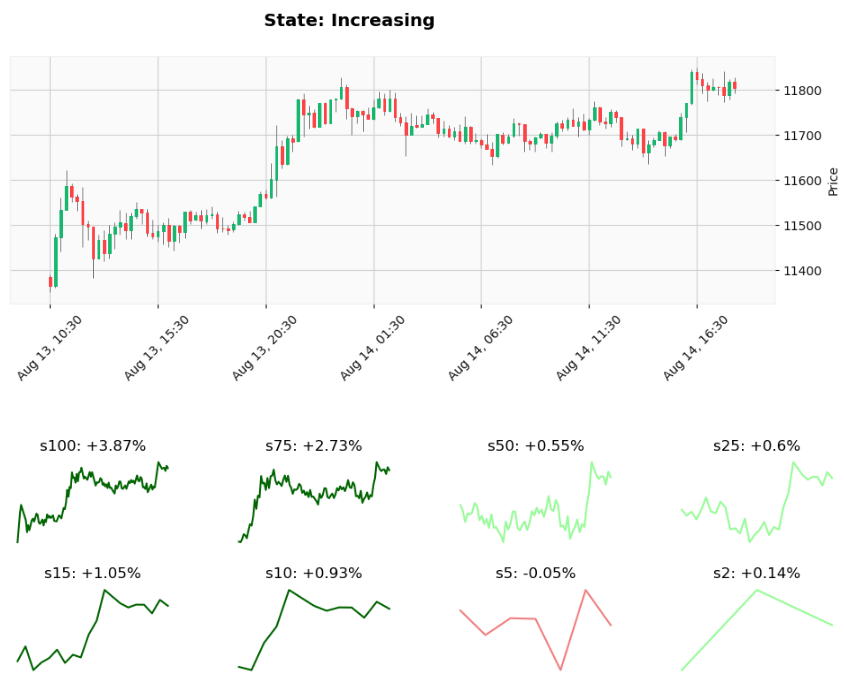 State: Increasing
11800
11700
11600
11500
11400
Price
Aug 13, 10:30
Aug 13, 15:30
Aug 13, 20:30
Aug 14, 01:30
Aug 14, 06:30
Aug 14, 11:30
Aug 14, 16:30
s100: +3.87%
s75: +2.73%
s50: +0.55%
s25: +0.6%
s15: +1.05%
s10: +0.93%
s5: -0.05%
s2: +0.14%